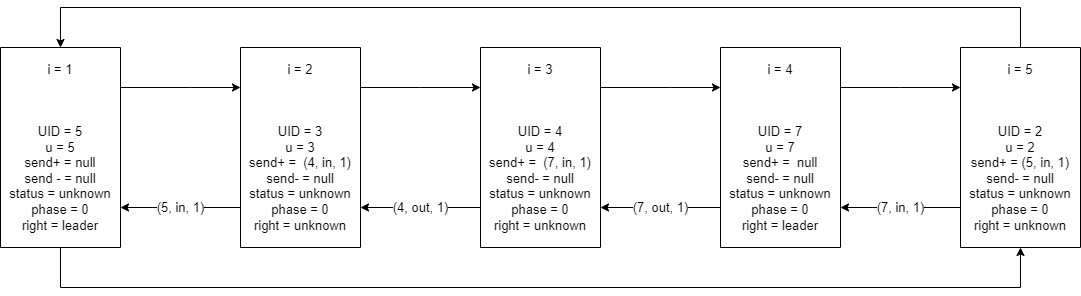 i = 1
UID = 5
u = 5
send+ = null
send - = null
status = unknown
phase = 0
right = leader
(5, in, 1)
i = 2
UID = 3
u = 3
send+ = (4, in, 1)
send- = null
status = unknown
phase = 0
right = unknown
(4, out, 1)
i = 3
UID = 4
u = 4
send+ = (7, in, 1)
send- = null
status = unknown
phase = 0
right = unknown
(7, out, 1)
i = 4
UID = 7
u = 7
send+ = null
send- = null
status = unknown
phase = 0
right = leader
(7, in, 1)
i = 5
UID = 2
u = 2
send+ = (5, in, 1)
send- = null
status = unknown
phase = 0
right = unknown